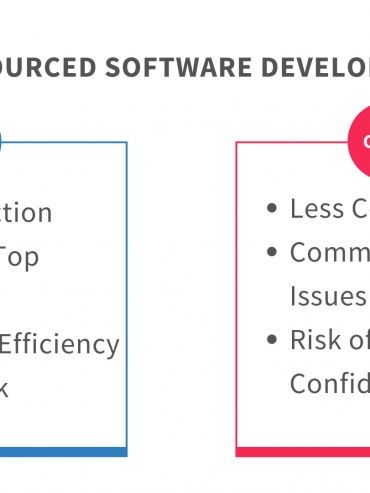 OURCED SOFTWARE DEVELO
tion
Top
Efficiency
k
C
• Less C
• Comm
Issues
• Risk of
Confid